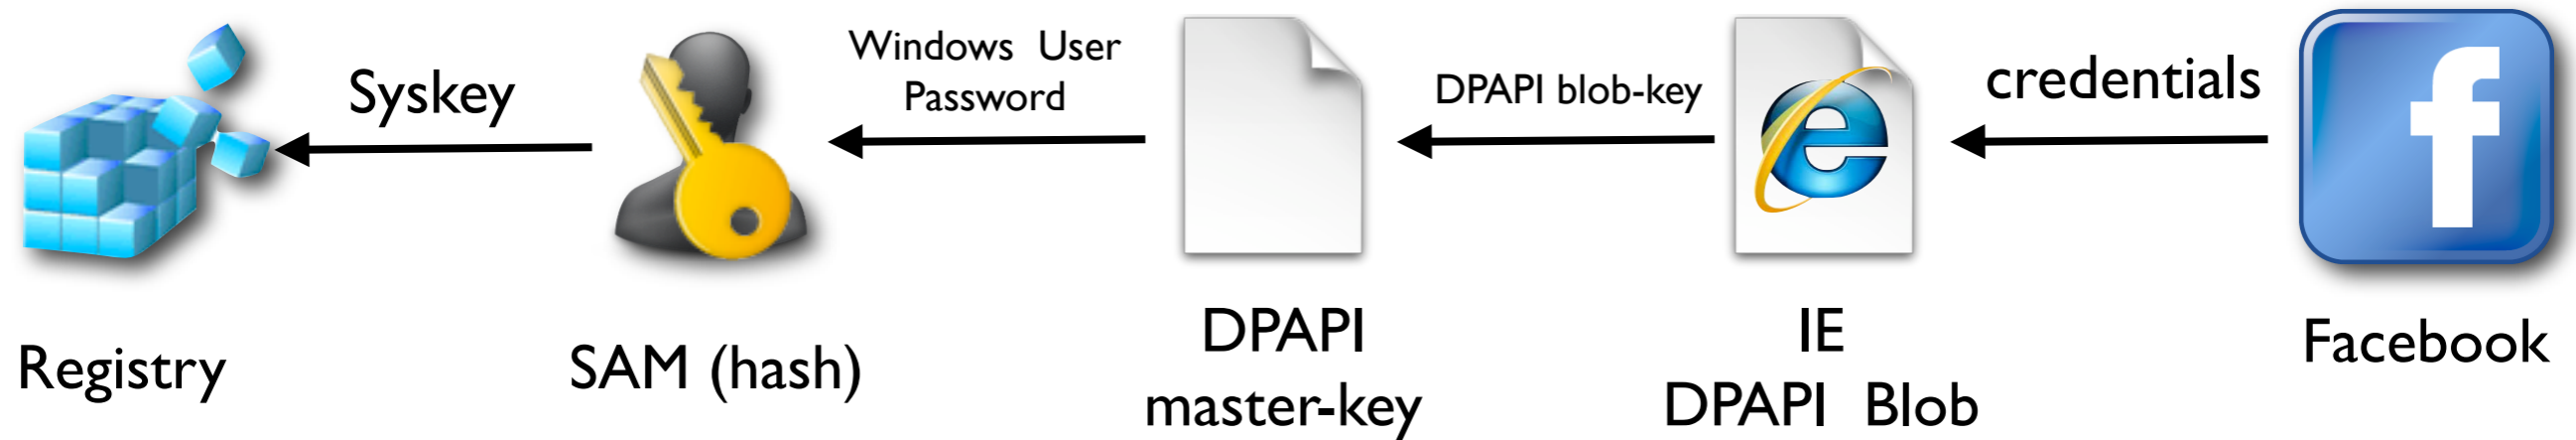 Syskey
Windows User
Password
DPAPI blob-key
credentials
Registry
SAM (hash)
DPAPI
master-key
IE
DPAPI Blob
Facebook